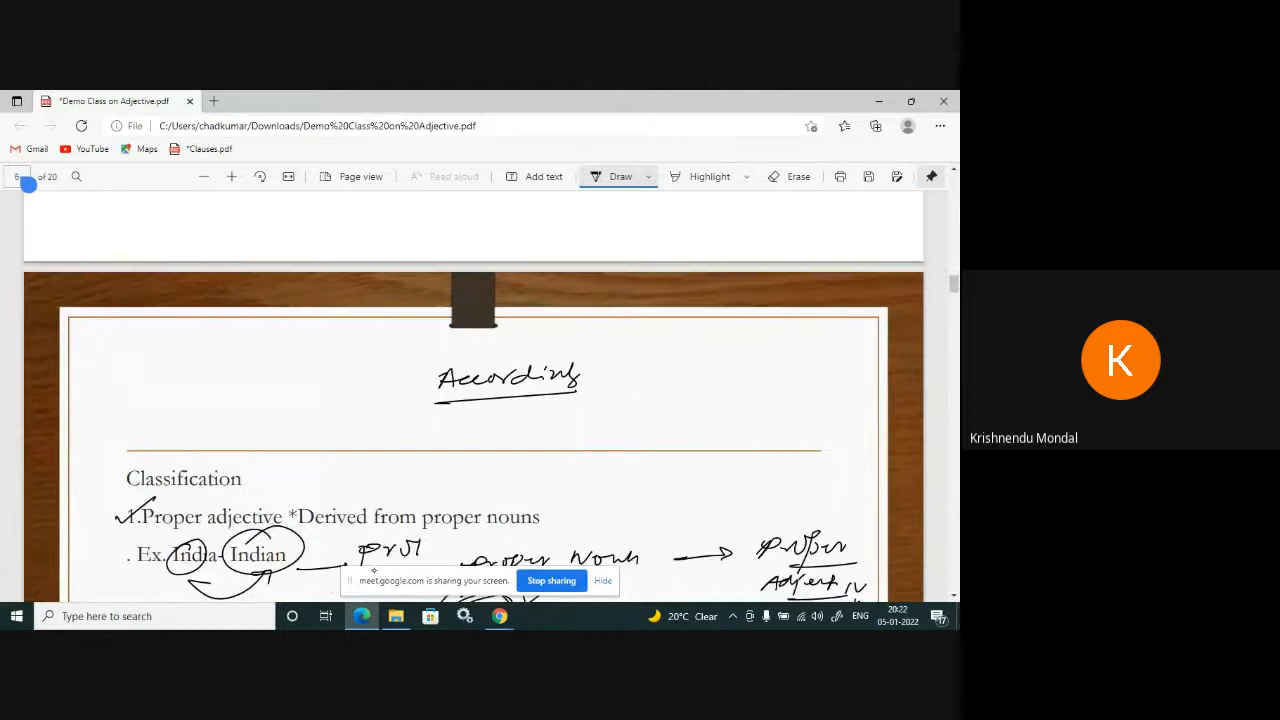 *Demo Class on Adjective.pdf
File C:/Users/chadkumar/Downloads/Demo%20Class%20on%20Adjective.pdf
Gmail YouTube Maps *Clauses.pdf
6 of 20 Page view Read aloud Add text Draw Highlight Erase
According
Classification
1.Proper adjective *Derived from proper nouns
. Ex. India- Indian
Proper Noun Proper
meet.google.com is sharing your screen. Stop sharing Hide
Type here to search
20°C Clear ENG 20:22 05-01-2022 17
K
Krishnendu Mondal